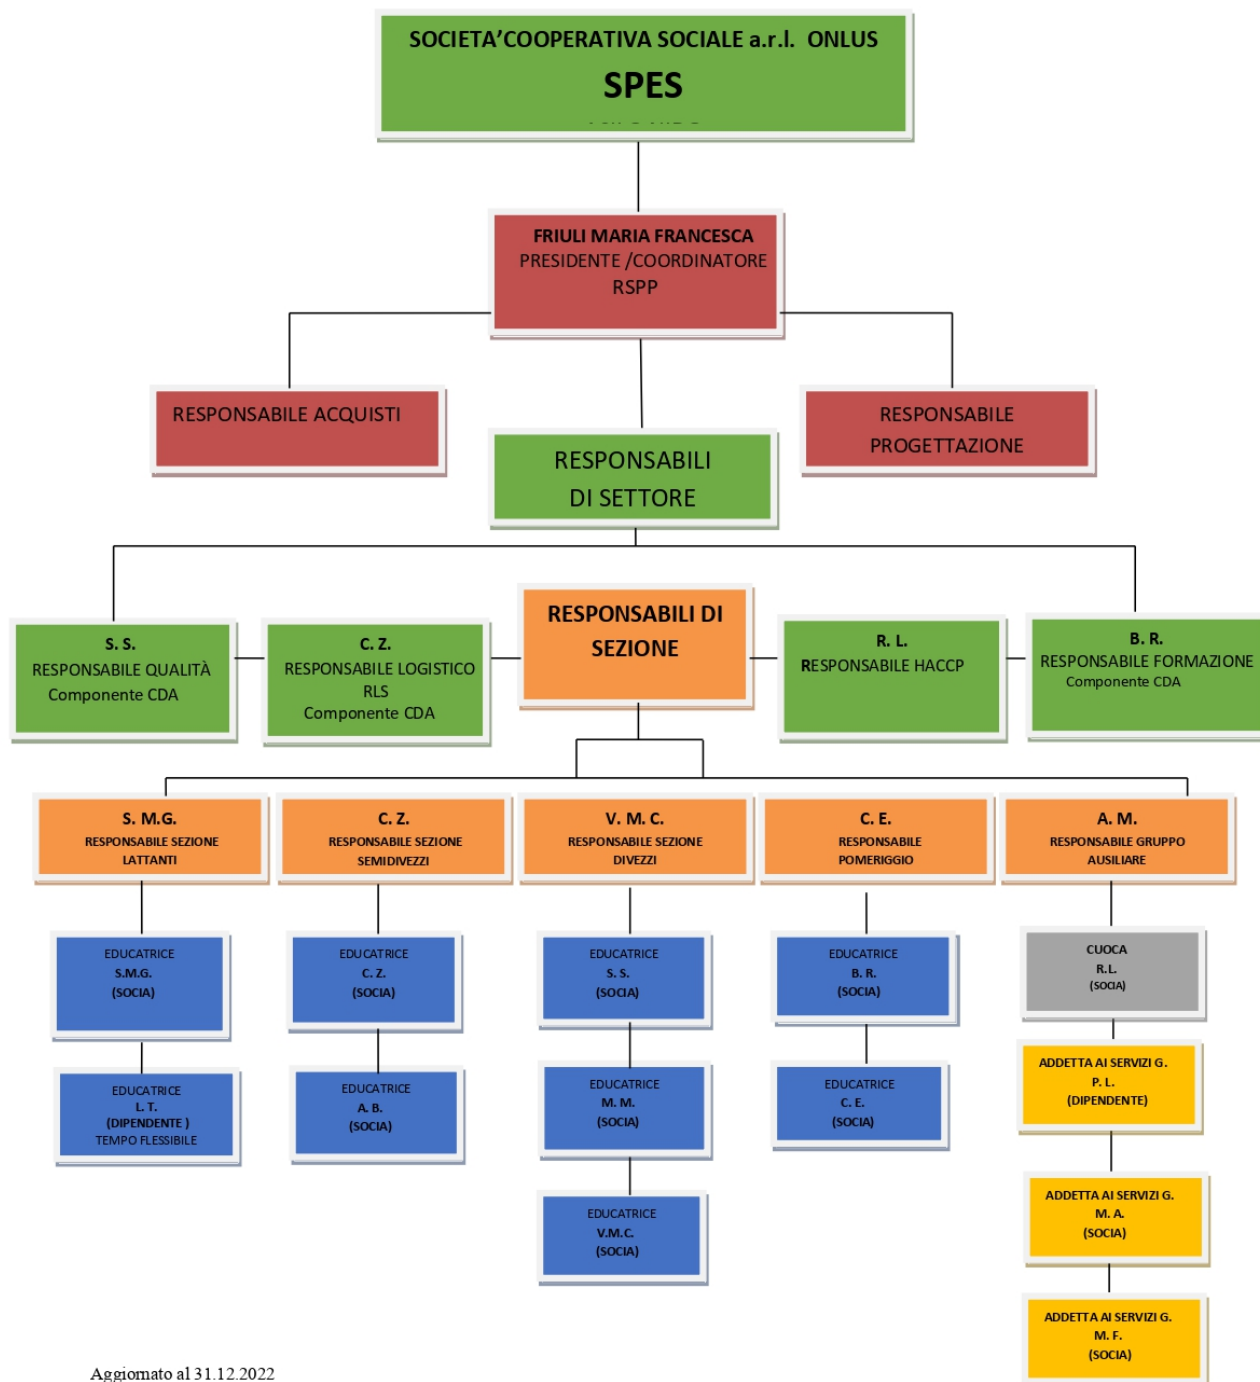 SOCIETA’COOPERATIVA SOCIALE a.r.l. ONLUS
SPES
FRIULI MARIA FRANCESCA
PRESIDENTE /COORDINATORE
RSPP
RESPONSABILE ACQUISTI
RESPONSABILE
PROGETTAZIONE
RESPONSABILI
DI SETTORE
S. S.
RESPONSABILE QUALITÀ
Componente CDA
C. Z.
RESPONSABILE LOGISTICO
RLS
Componente CDA
RESPONSABILI DI
SEZIONE
R. L.
RESPONSABILE HACCP
B. R.
RESPONSABILE FORMAZIONE
Componente CDA
S. M.G.
RESPONSABILE SEZIONE
LATTANTI
C. Z.
RESPONSABILE SEZIONE
SEMIDIVEZZI
V. M. C.
RESPONSABILE SEZIONE
DIVEZZI
C. E.
RESPONSABILE
POMERIGGIO
A. M.
RESPONSABILE GRUPPO
AUSILIARE
EDUCATRICE
S.M.G.
(SOCIA)
EDUCATRICE
C. Z.
(SOCIA)
EDUCATRICE
S. S.
(SOCIA)
EDUCATRICE
B. R.
(SOCIA)
CUOCA
R.L.
(SOCIA)
EDUCATRICE
L. T.
(DIPENDENTE )
TEMPO FLESSIBILE
EDUCATRICE
A. B.
(SOCIA)
EDUCATRICE
M. M.
(SOCIA)
EDUCATRICE
C. E.
(SOCIA)
ADDETTA AI SERVIZI G.
P. L.
(DIPENDENTE)
EDUCATRICE
V.M.C.
(SOCIA)
ADDETTA AI SERVIZI G.
M. A.
(SOCIA)
ADDETTA AI SERVIZI G.
M. F.
(SOCIA)
Aggiornato al 31.12.2022